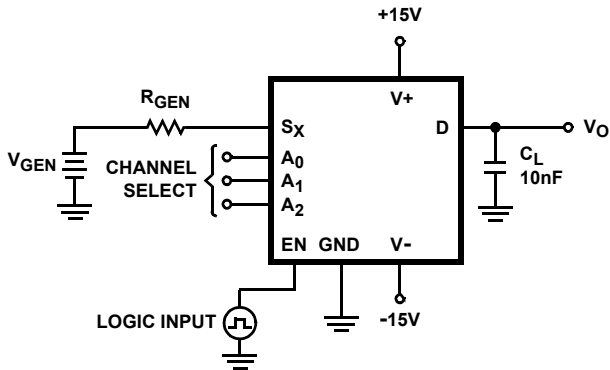 +15V
V+
RGEN
SX
D
VO
VGEN
CHANNEL
SELECT
A0
A1
A2
CL
10nF
EN GND V-
LOGIC INPUT
-15V